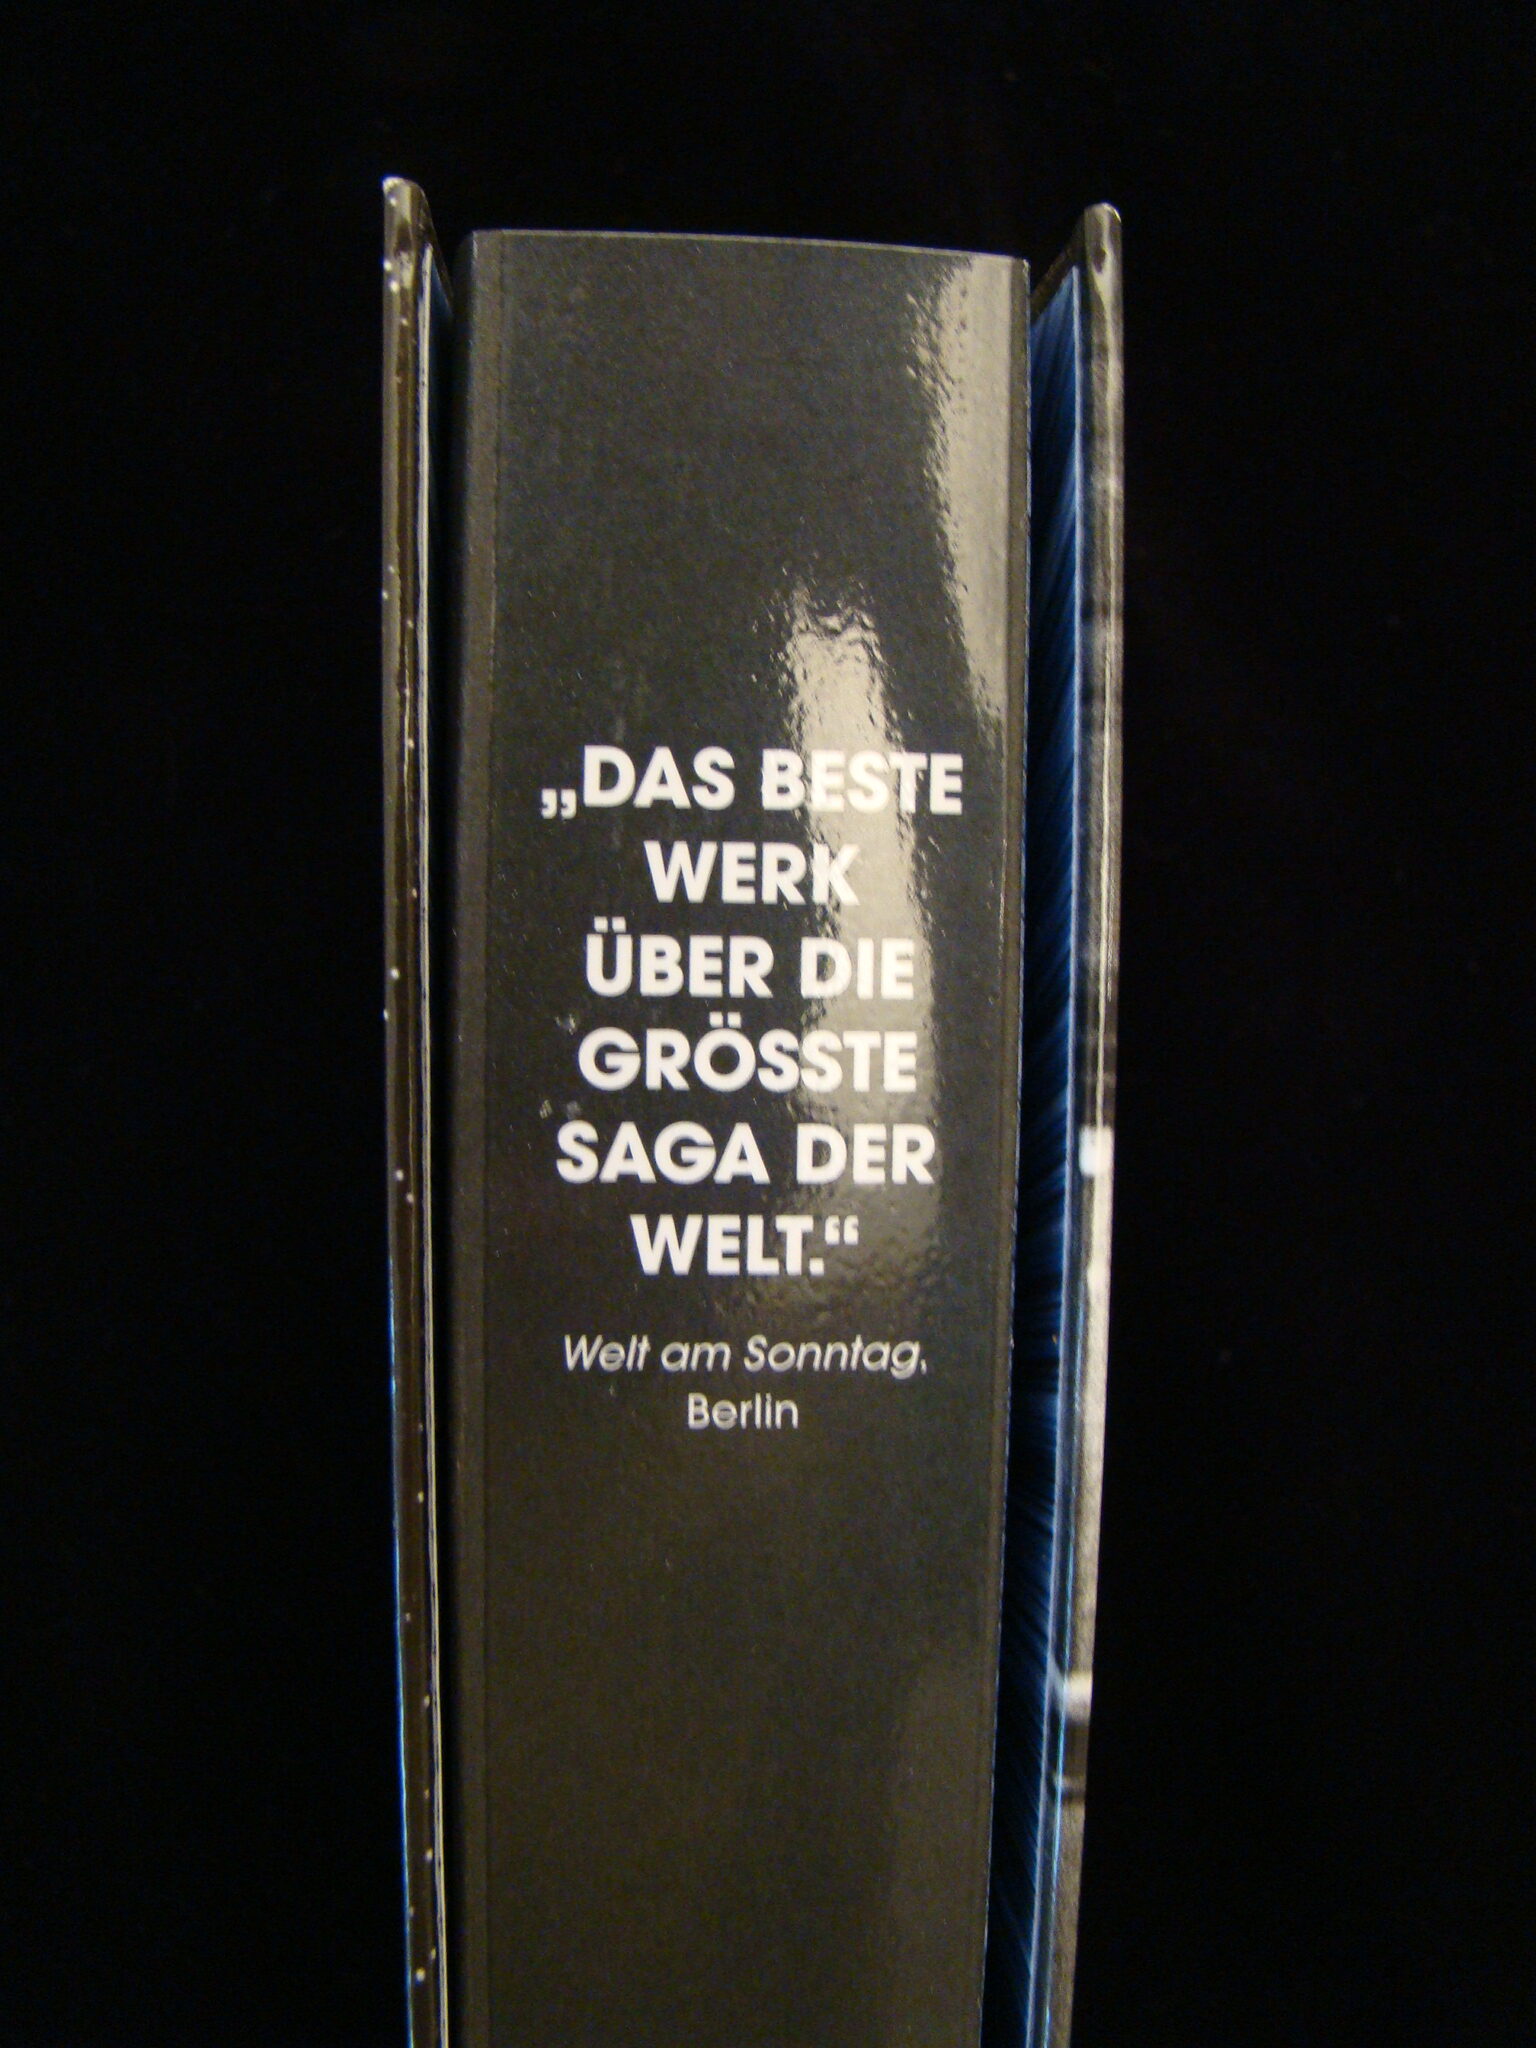 „DAS BESTE
WERK
ÜBER DIE
GRÖSSTE
SAGA DER
WELT.“
Welt am Sonntag,
Berlin